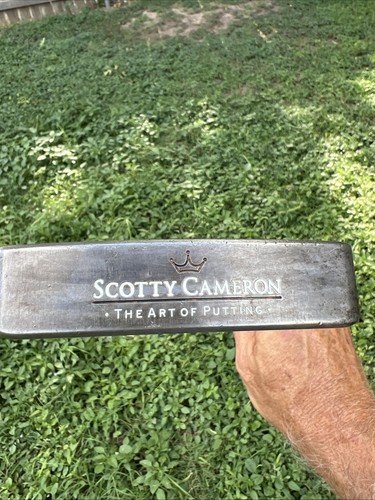 SCOTTY CAMERON
· THE ART OF PUTTING ·